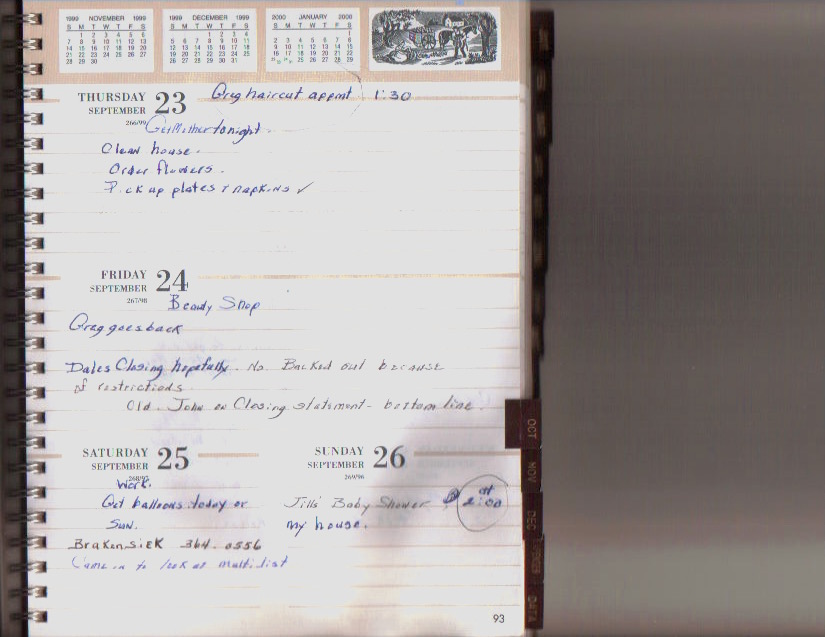 1999 NOVEMBER 1999
S M T W T F S
1 2 3 4 5 6
7 8 9 10 11 12 13
14 15 16 17 18 19 20
21 22 23 24 25 26 27
28 29 30
1999 DECEMBER 1999
S M T W T F S
1 2 3 4
5 6 7 8 9 10 11
12 13 14 15 16 17 18
19 20 21 22 23 24 25
26 27 28 29 30 31
2000 JANUARY 2000
S M T W T F S
1
2 3 4 5 6 7 8
9 10 11 12 13 14 15
16 17 18 19 20 21 22
25 26 27 28 29
THURSDAY 23 Greg haircut appmt 1:30
SEPTEMBER
266/99
Get Mother tonight.
Clean house.
Order flowers.
Pick up plates & napkins ✓
FRIDAY 24
SEPTEMBER
267/98
Beauty Shop
Greg goes back
Dales Closing hopefully. No. Backed out because
of restrictions
Old. John on Closing statement - bottom line.
SATURDAY 25
SEPTEMBER
268/97
Work.
Get balloons today or
Sun.
Brakensiek 364-0556
Came in to look at multilist
SUNDAY 26
SEPTEMBER
269/96
Jill's Baby Shower @ at 2:00
my house.
OCT
NOV
DEC
DATA
93